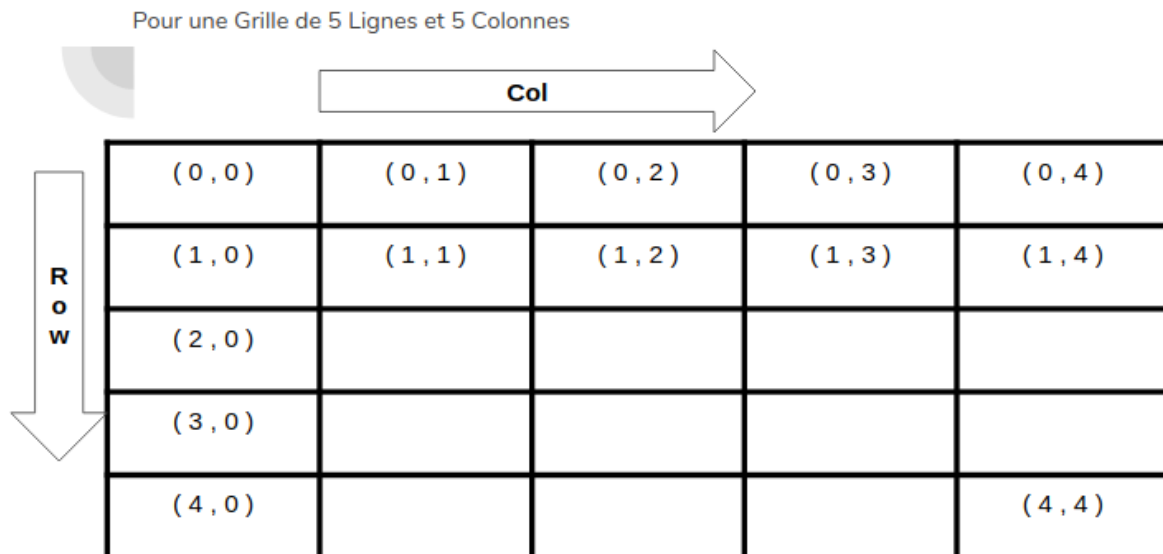 Pour une Grille de 5 Lignes et 5 Colonnes
Col
Row
( 0 , 0 ) ( 0 , 1 ) ( 0 , 2 ) ( 0 , 3 ) ( 0 , 4 )
( 1 , 0 ) ( 1 , 1 ) ( 1 , 2 ) ( 1 , 3 ) ( 1 , 4 )
( 2 , 0 )
( 3 , 0 )
( 4 , 0 ) ( 4 , 4 )